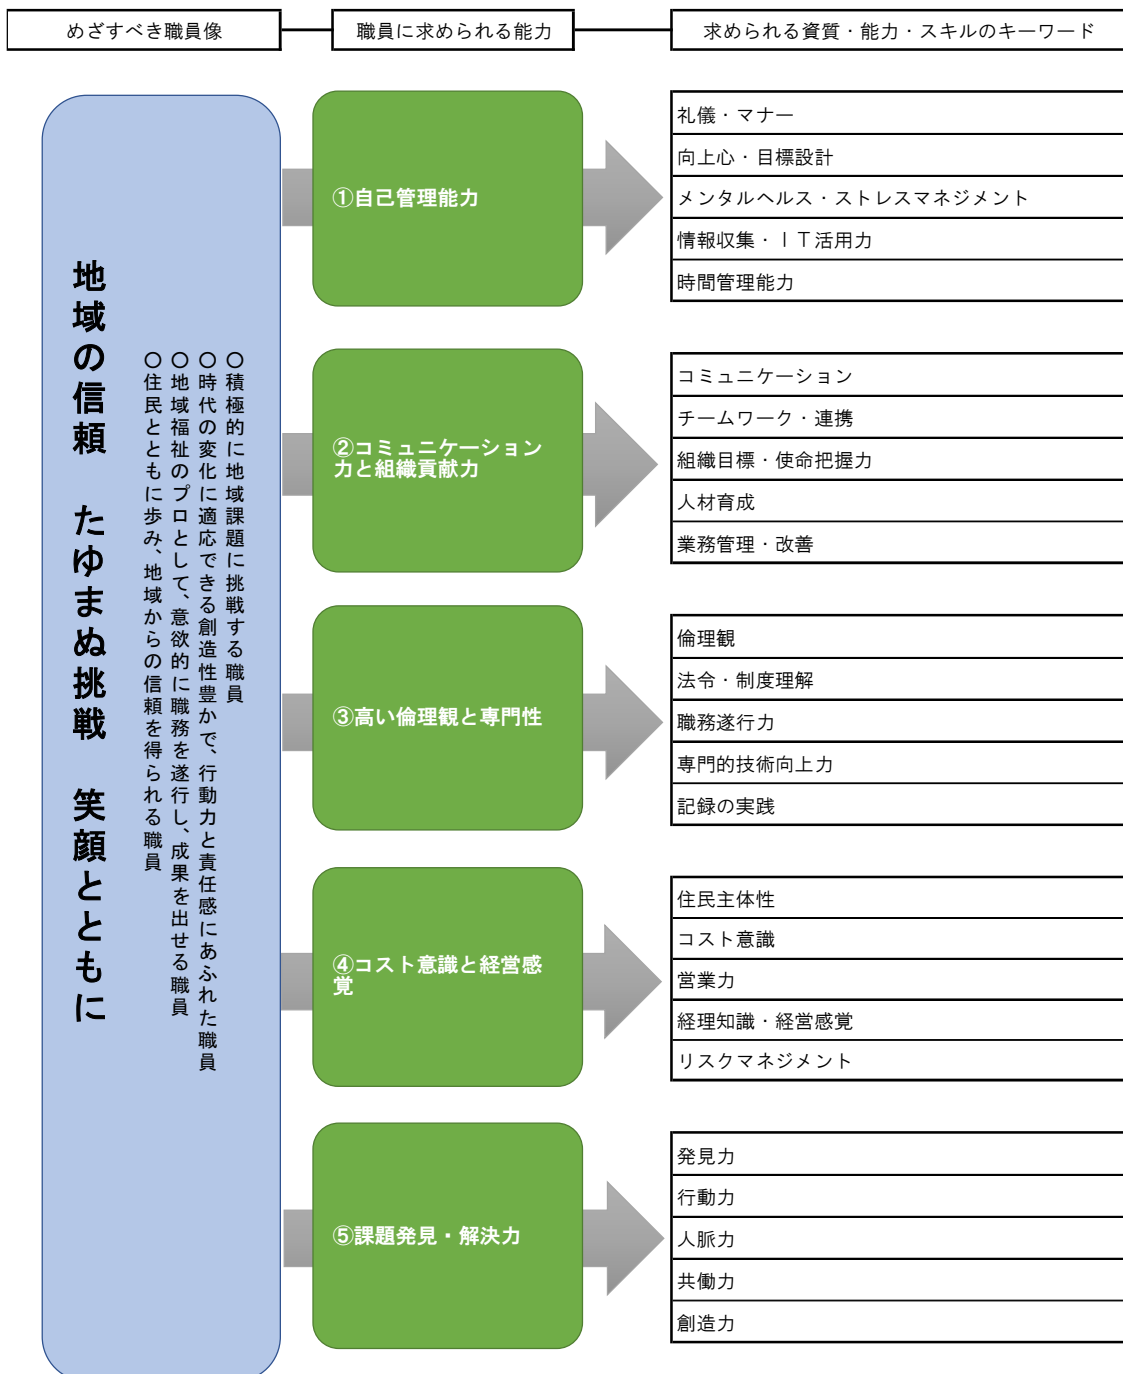 めざすべき職員像
職員に求められる能力
求められる資質・能力・スキルのキーワード
地域の信頼　たゆまぬ挑戦　笑顔とともに
〇積極的に地域課題に挑戦する職員
〇時代の変化に適応できる創造性豊かで、行動力と責任感にあふれた職員
〇地域福祉のプロとして、意欲的に職務を遂行し、成果を出せる職員
〇住民とともに歩み、地域からの信頼を得られる職員
①自己管理能力
礼儀・マナー
向上心・目標設計
メンタルヘルス・ストレスマネジメント
情報収集・ＩＴ活用力
時間管理能力
②コミュニケーション
力と組織貢献力
コミュニケーション
チームワーク・連携
組織目標・使命把握力
人材育成
業務管理・改善
③高い倫理観と専門性
倫理観
法令・制度理解
職務遂行力
専門的技術向上力
記録の実践
④コスト意識と経営感
覚
住民主体性
コスト意識
営業力
経理知識・経営感覚
リスクマネジメント
⑤課題発見・解決力
発見力
行動力
人脈力
共働力
創造力